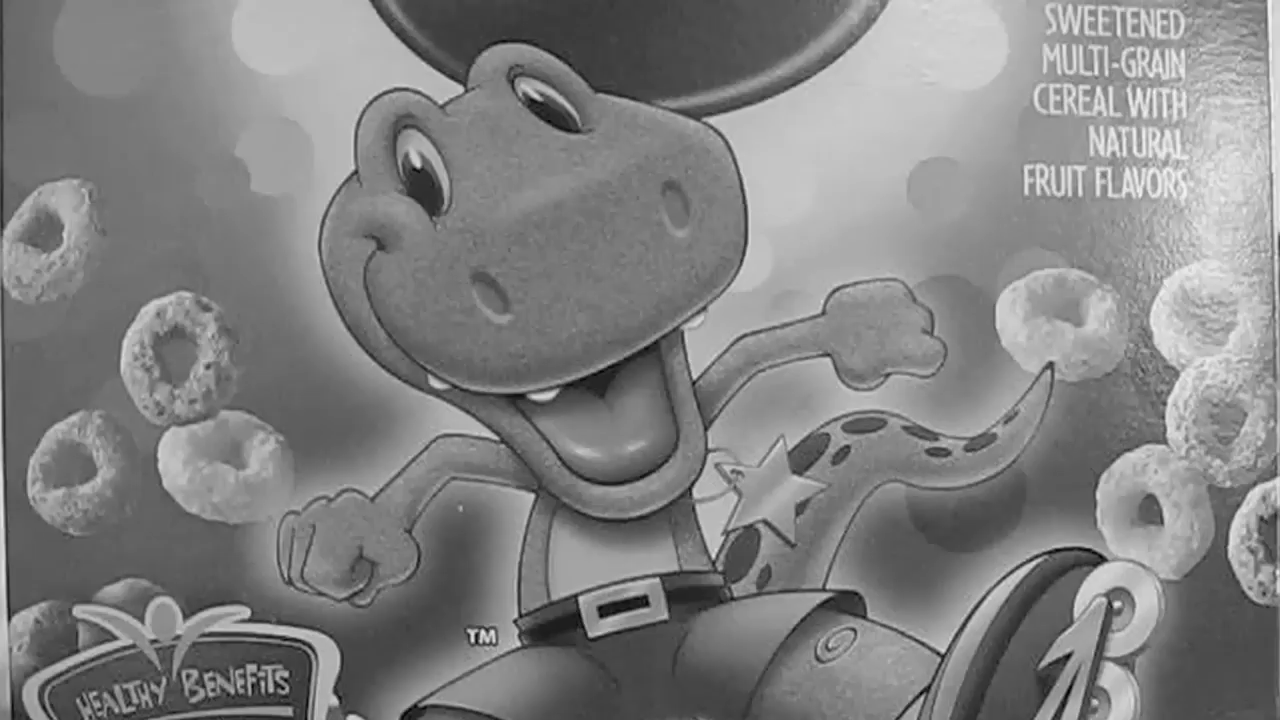 SWEETENED
MULTI-GRAIN
CEREAL WITH
NATURAL
FRUIT FLAVORS
TM
HEALTHY BENEFITS